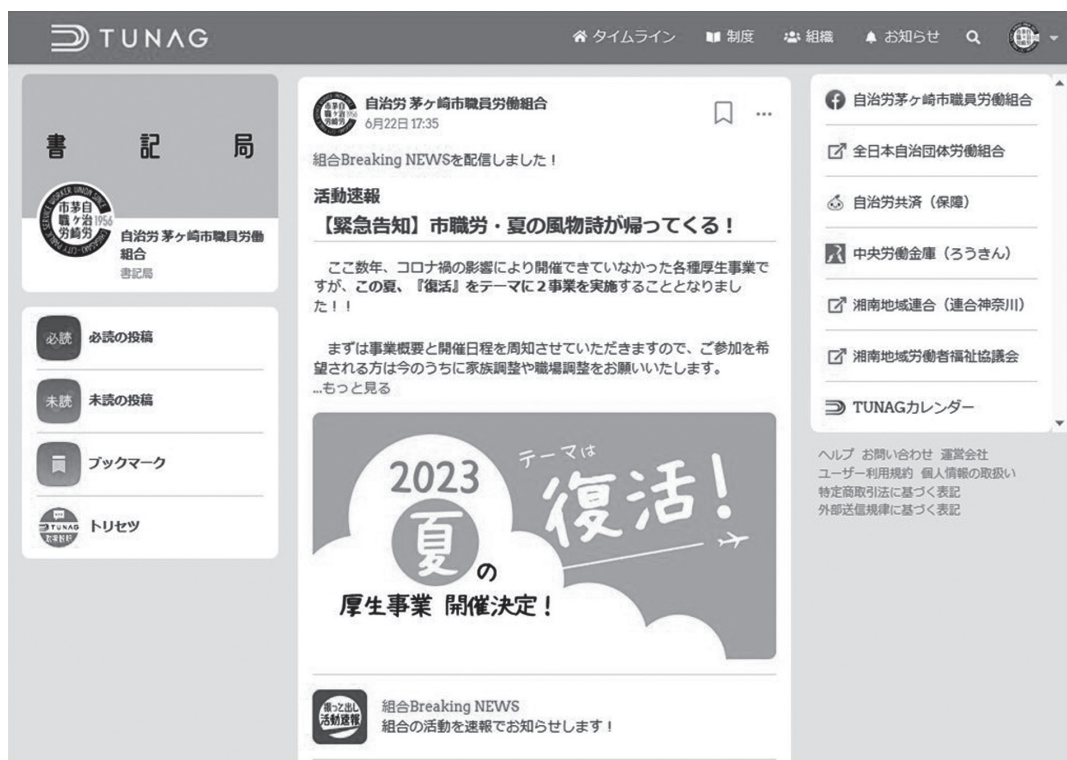 TUNAG
タイムライン 制度 組織 お知らせ
書記局
自治労 茅ヶ崎市職員労働
組合
書記局
必読 必読の投稿
未読 未読の投稿
ブックマーク
トリセツ
自治労 茅ヶ崎市職員労働組合
6月22日 17:35
組合Breaking NEWSを配信しました!
活動速報
【緊急告知】市職労・夏の風物詩が帰ってくる!
ここ数年、コロナ禍の影響により開催できていなかった各種厚生事業で
すが、この夏、『復活』をテーマに2事業を実施することとなりまし
た!!
まずは事業概要と開催日程を周知させていただきますので、ご参加を希
望される方は今のうちに家族調整や職場調整をお願いいたします。
...もっと見る
テーマは
復活!
2023
夏の
厚生事業 開催決定!
活動速報
組合Breaking NEWS
組合の活動を速報でお知らせします!
自治労茅ヶ崎市職員労働組合
全日本自治団体労働組合
自治労共済(保障)
中央労働金庫(ろうきん)
湘南地域連合(連合神奈川)
湘南地域労働者福祉協議会
TUNAGカレンダー
ヘルプ お問い合わせ 運営会社
ユーザー利用規約 個人情報の取扱い
特定商取引法に基づく表記
外部送信規律に基づく表記